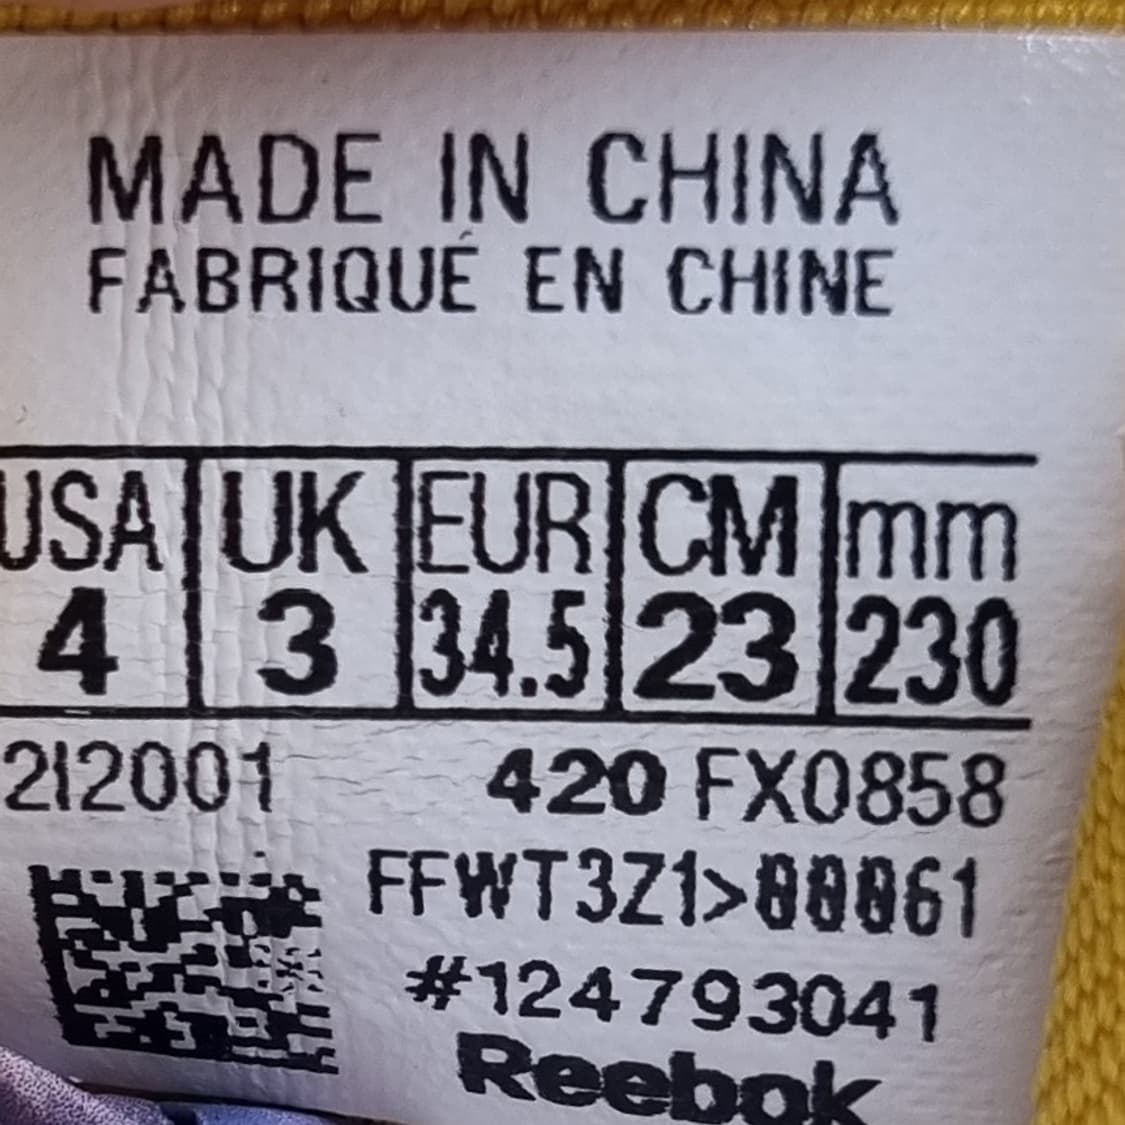 MADE IN CHINA
FABRIQUÉ EN CHINE
USA UK EUR CM mm
4 3 34.5 23 230
2I2001 420 FX0858
FFWT3Z1>00061
#124793041
Reebok